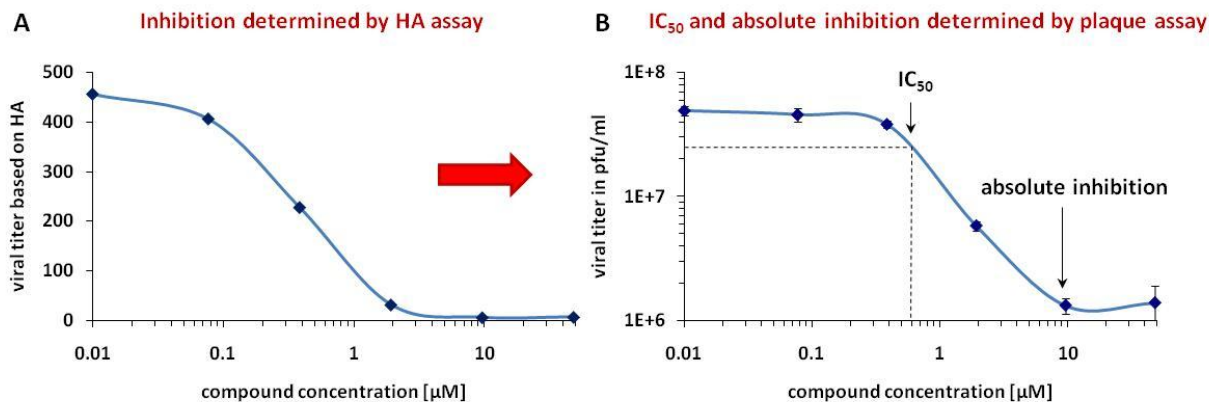 A
Inhibition determined by HA assay
500
400
300
200
100
0
viral titer based on HA
0.01
0.1
1
10
compound concentration [µM]
B
IC50 and absolute inhibition determined by plaque assay
1E+8
1E+7
1E+6
viral titer in pfu/ml
IC50
absolute inhibition
0.01
0.1
1
10
compound concentration [µM]